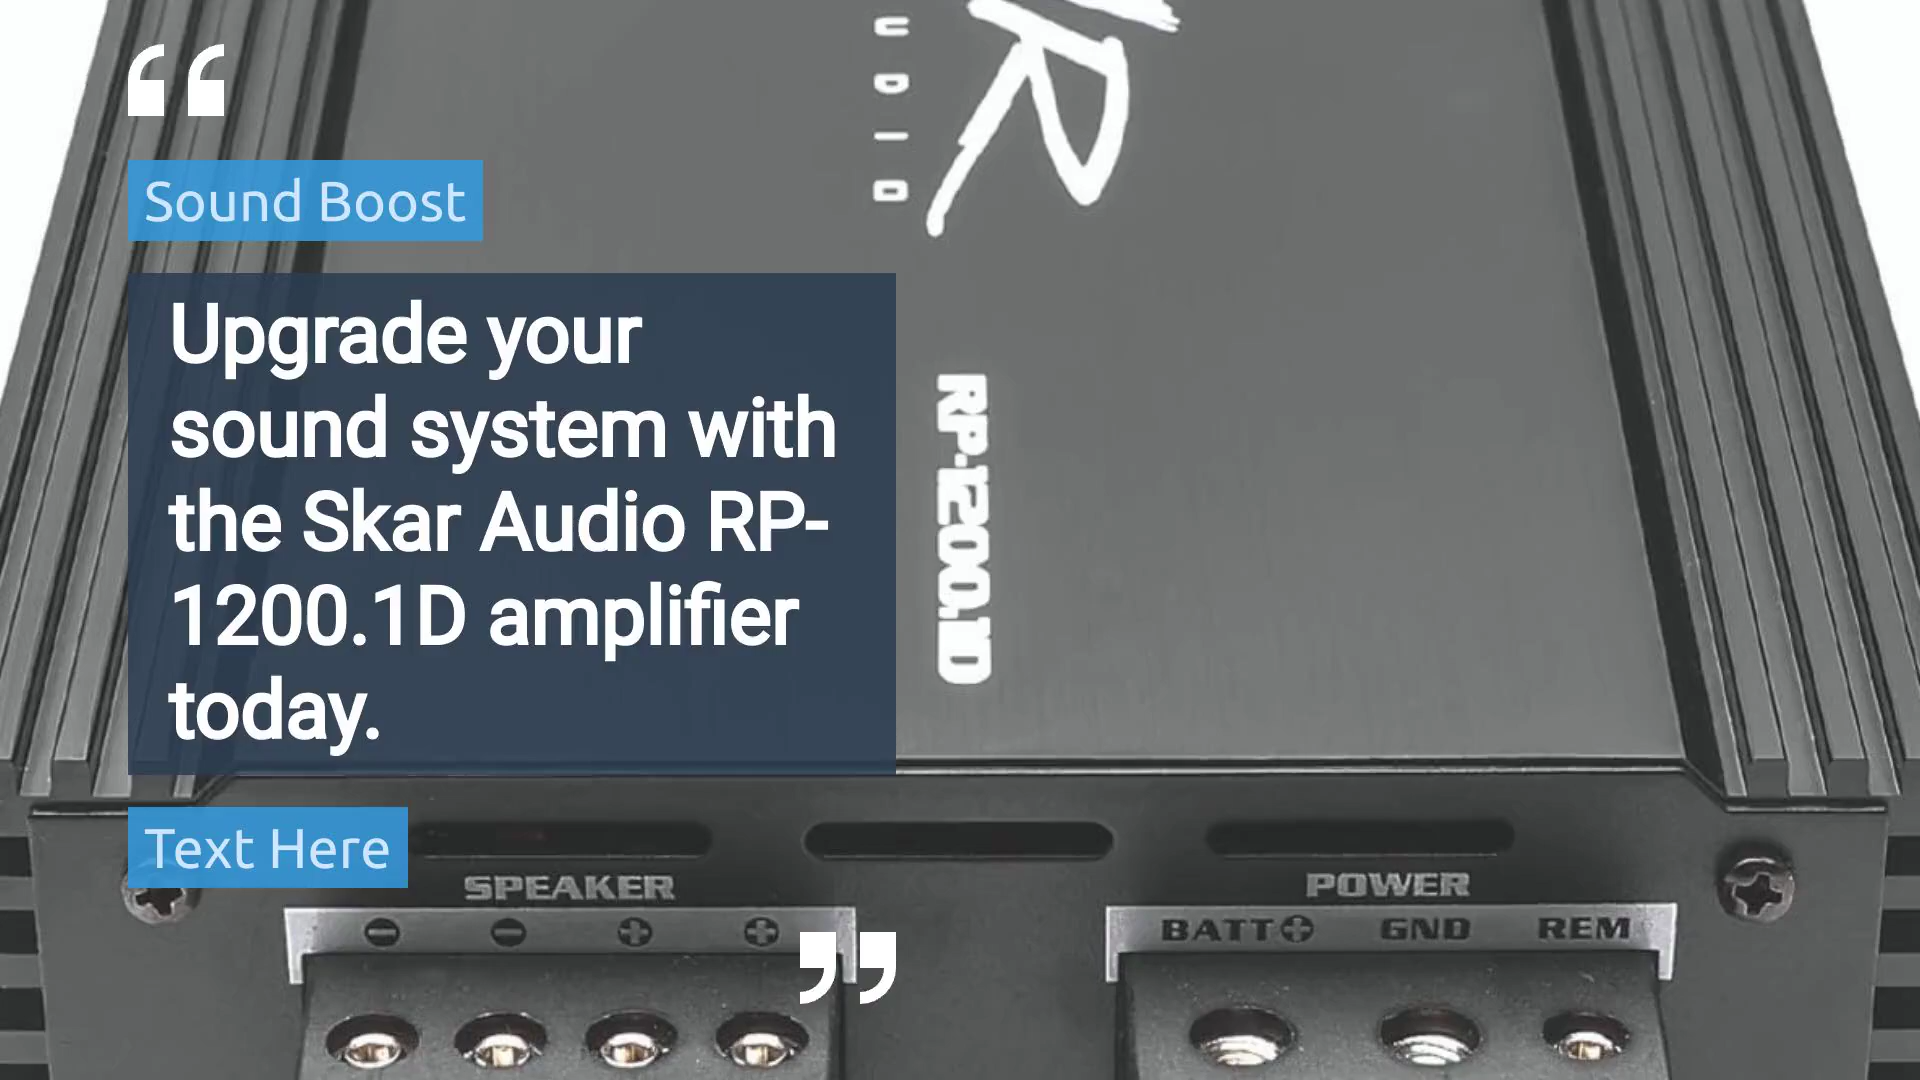 Sound Boost
Upgrade your
sound system with
the Skar Audio RP-
1200.1D amplifier
today.
Text Here
UDIO
RP-1200.1D
SPEAKER
POWER
BATT+ GND REM